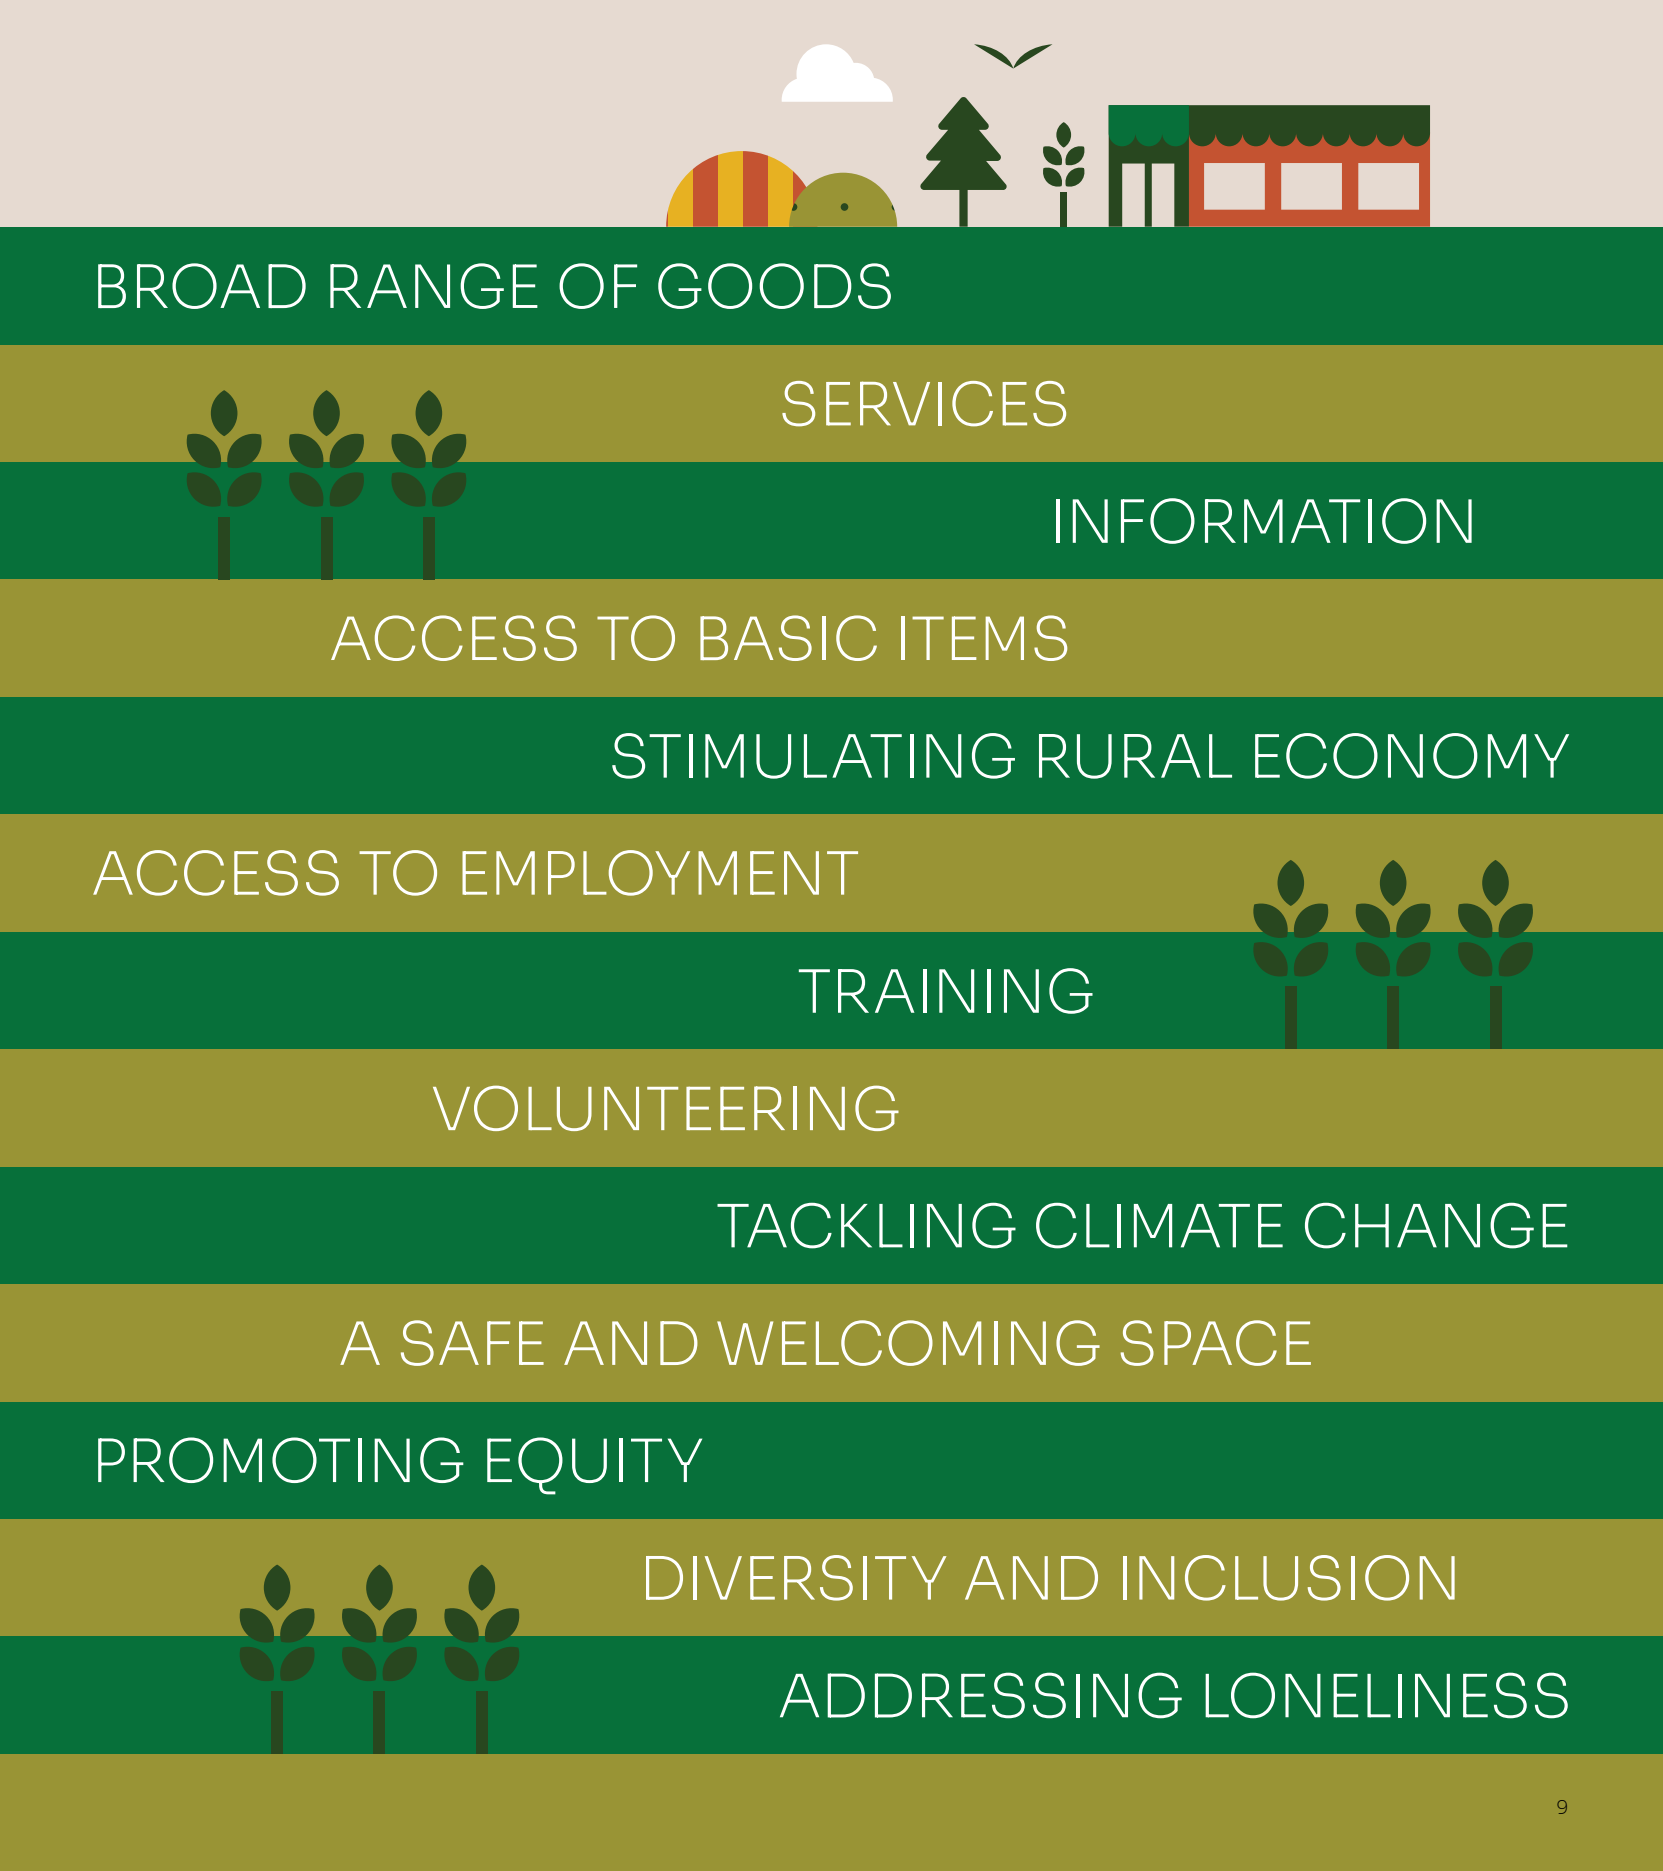 BROAD RANGE OF GOODS
SERVICES
INFORMATION
ACCESS TO BASIC ITEMS
STIMULATING RURAL ECONOMY
ACCESS TO EMPLOYMENT
TRAINING
VOLUNTEERING
TACKLING CLIMATE CHANGE
A SAFE AND WELCOMING SPACE
PROMOTING EQUITY
DIVERSITY AND INCLUSION
ADDRESSING LONELINESS
9